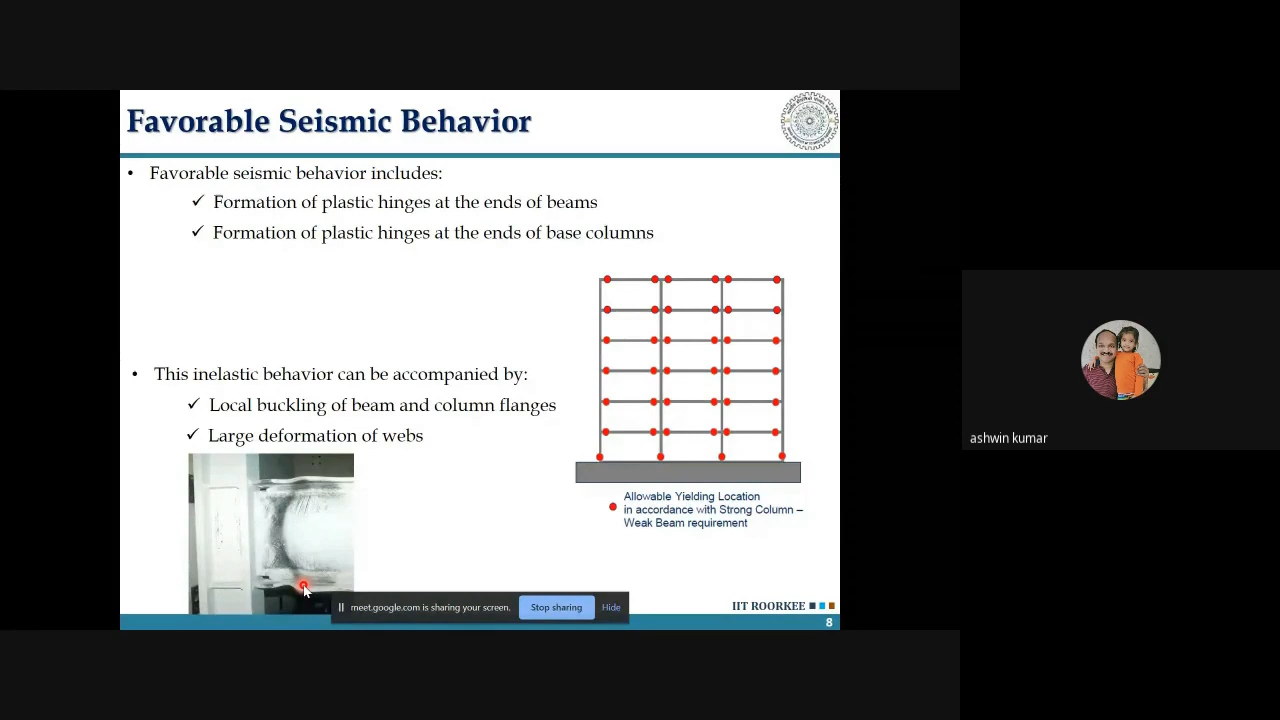 Favorable Seismic Behavior
• Favorable seismic behavior includes:
✓ Formation of plastic hinges at the ends of beams
✓ Formation of plastic hinges at the ends of base columns
• This inelastic behavior can be accompanied by:
✓ Local buckling of beam and column flanges
✓ Large deformation of webs
Allowable Yielding Location
in accordance with Strong Column –
Weak Beam requirement
meet.google.com is sharing your screen.
Stop sharing
Hide
IIT ROORKEE
8
ashwin kumar